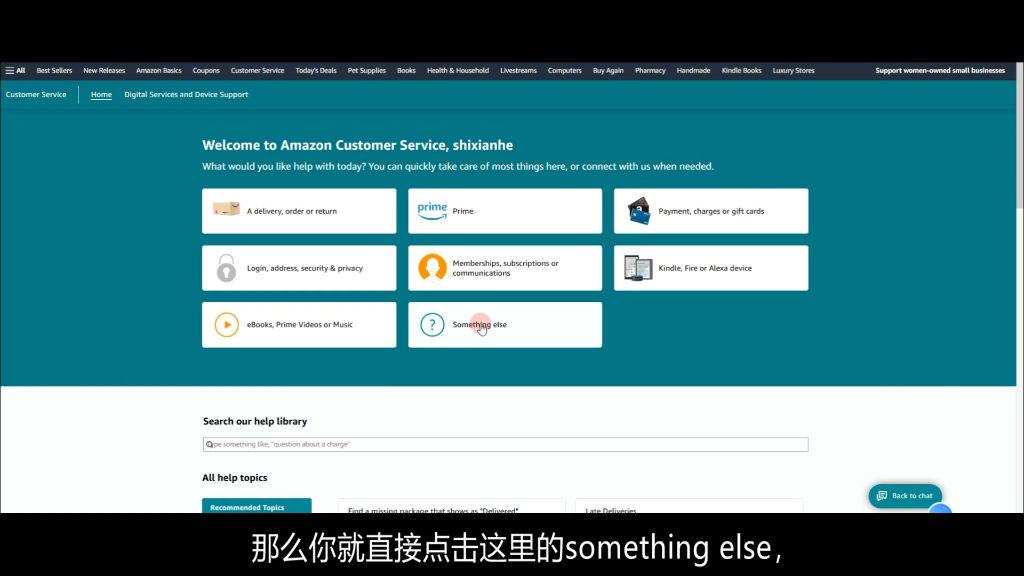 All Best Sellers New Releases Amazon Basics Coupons Customer Service Today's Deals Pet Supplies Books Health & Household Livestreams Computers Buy Again Pharmacy Handmade Kindle Books Luxury Stores Support women-owned small businesses
Customer Service Home Digital Services and Device Support
Welcome to Amazon Customer Service, shixianhe
What would you like help with today? You can quickly take care of most things here, or connect with us when needed.
A delivery, order or return
prime Prime
Payment, charges or gift cards
Login, address, security & privacy
Memberships, subscriptions or
communications
Kindle, Fire or Alexa device
eBooks, Prime Videos or Music
? Something else
Search our help library
Type something like, "question about a charge"
All help topics
Recommended Topics
Find a missing package that shows as "Delivered"
Late Deliveries
Back to chat
那么你就直接点击这里的something else,